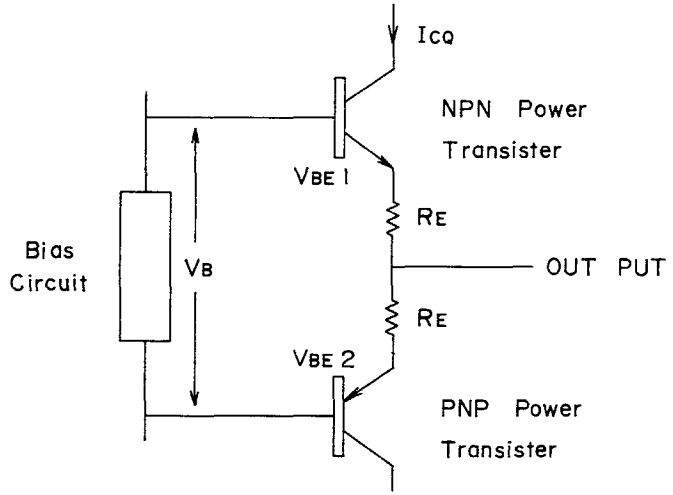 ICQ
NPN Power
Transister
VBE 1
RE
Bias
Circuit
VB
OUT PUT
RE
VBE 2
PNP Power
Transister